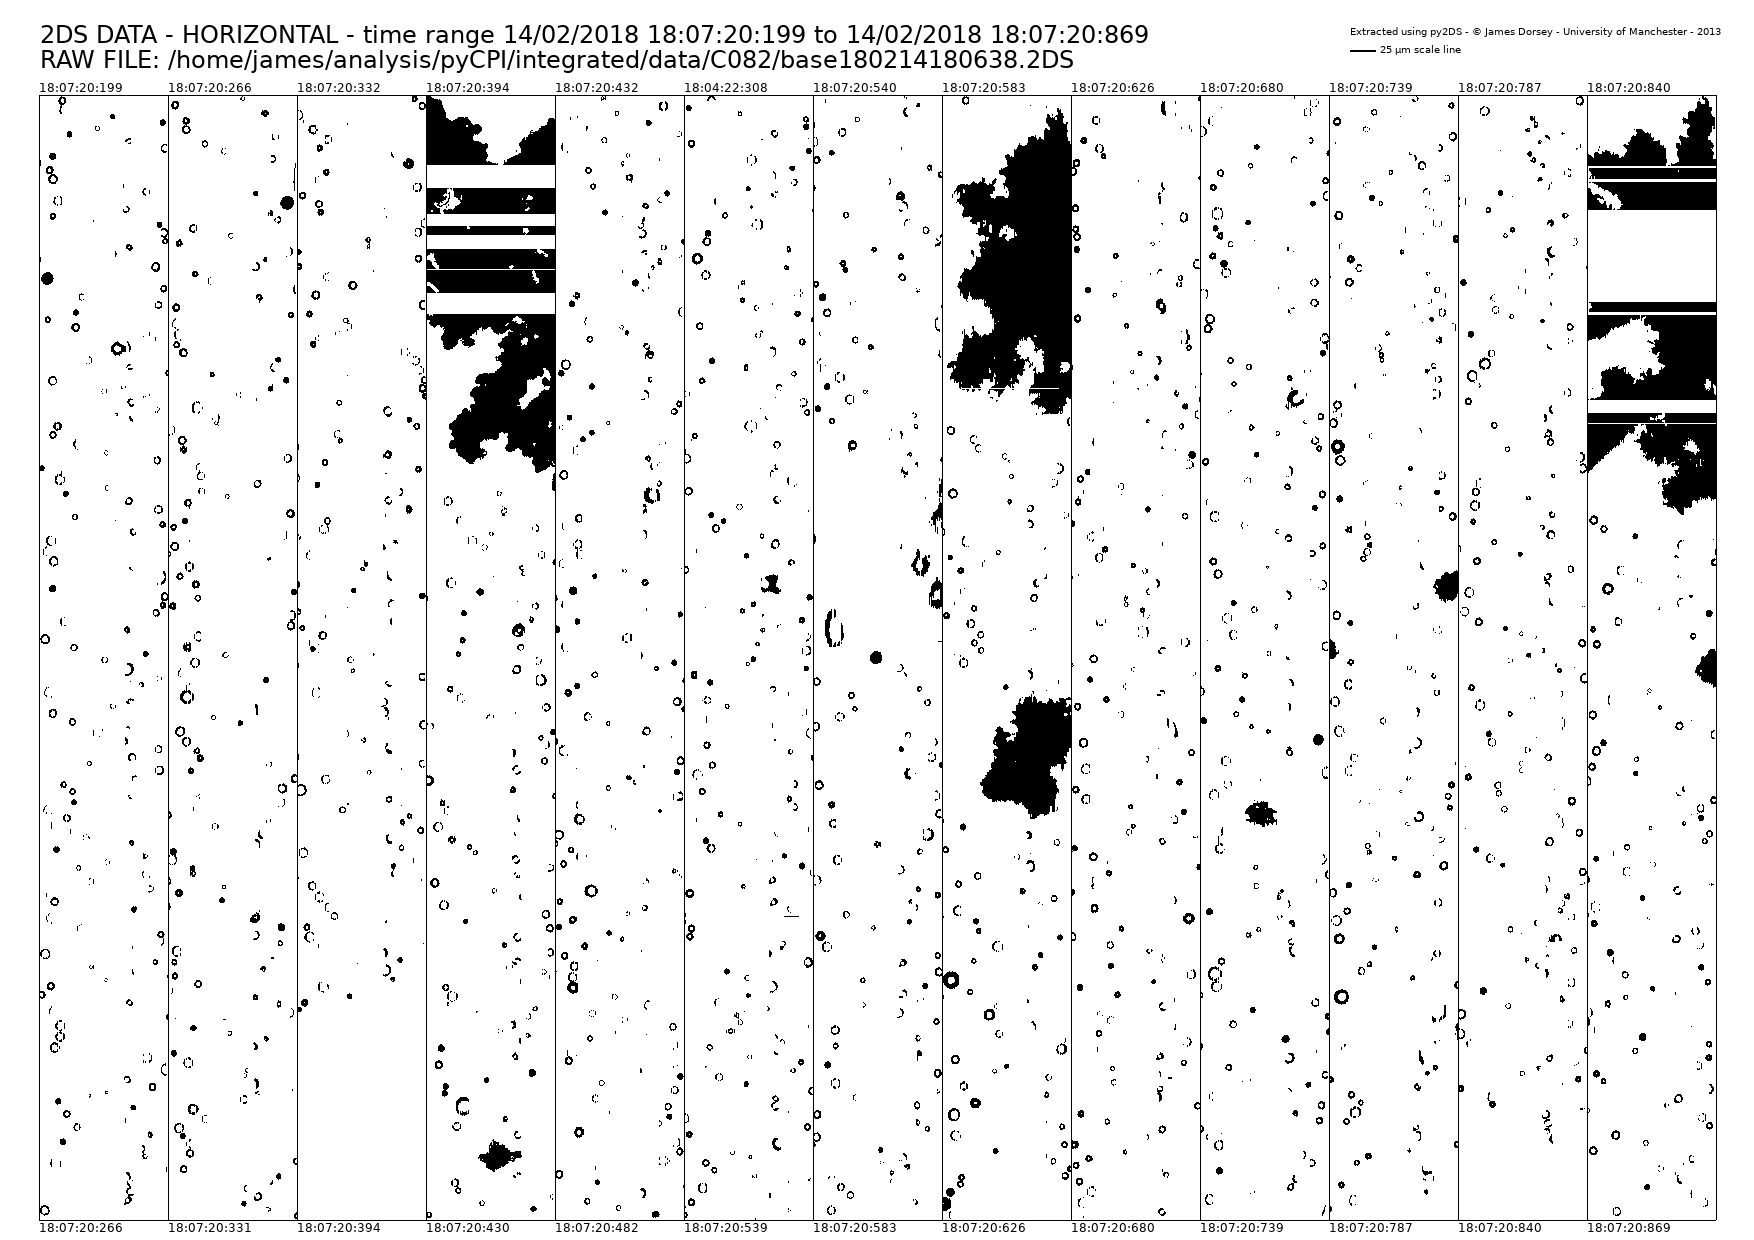 2DS DATA - HORIZONTAL - time range 14/02/2018 18:07:20:199 to 14/02/2018 18:07:20:869
RAW FILE: /home/james/analysis/pyCPI/integrated/data/C082/base180214180638.2DS
Extracted using py2DS - © James Dorsey - University of Manchester - 2013
25 µm scale line
18:07:20:199 18:07:20:266 18:07:20:332 18:07:20:394 18:07:20:432 18:04:22:308 18:07:20:540 18:07:20:583 18:07:20:626 18:07:20:680 18:07:20:739 18:07:20:787 18:07:20:840
18:07:20:266 18:07:20:331 18:07:20:394 18:07:20:430 18:07:20:482 18:07:20:539 18:07:20:583 18:07:20:626 18:07:20:680 18:07:20:739 18:07:20:787 18:07:20:840 18:07:20:869